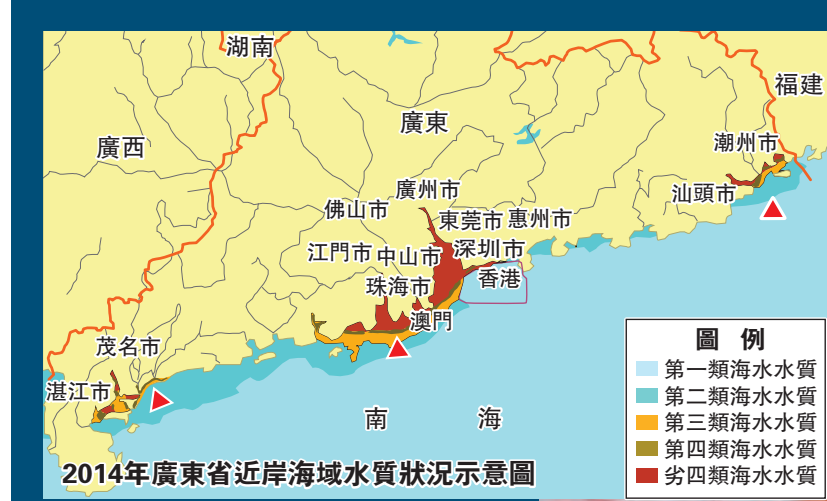 湖南
福建
廣東
廣西
潮州市
汕頭市
廣州市
佛山市
東莞市
惠州市
江門市
中山市
深圳市
香港
珠海市
澳門
茂名市
湛江市
南 海
2014年廣東省近岸海域水質狀況示意圖
圖 例
第一類海水水質
第二類海水水質
第三類海水水質
第四類海水水質
劣四類海水水質